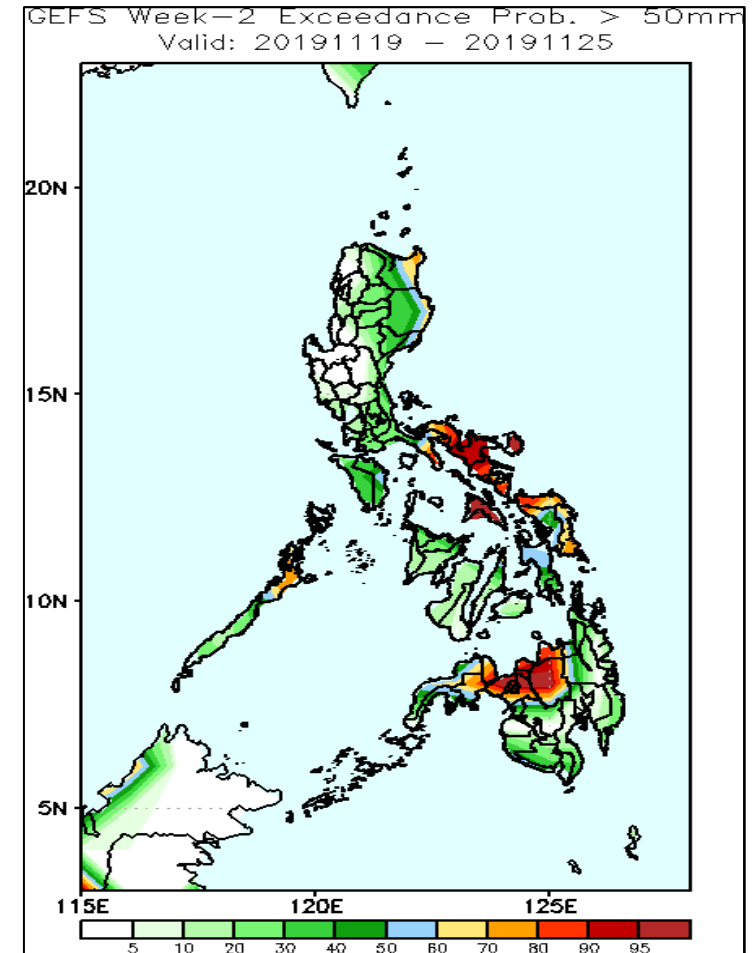 GEFS Week-2 Exceedance Prob. > 50mm
Valid: 20191119 - 20191125
20N
15N
10N
5N
115E 120E 125E
5 10 20 30 40 50 60 70 80 90 95